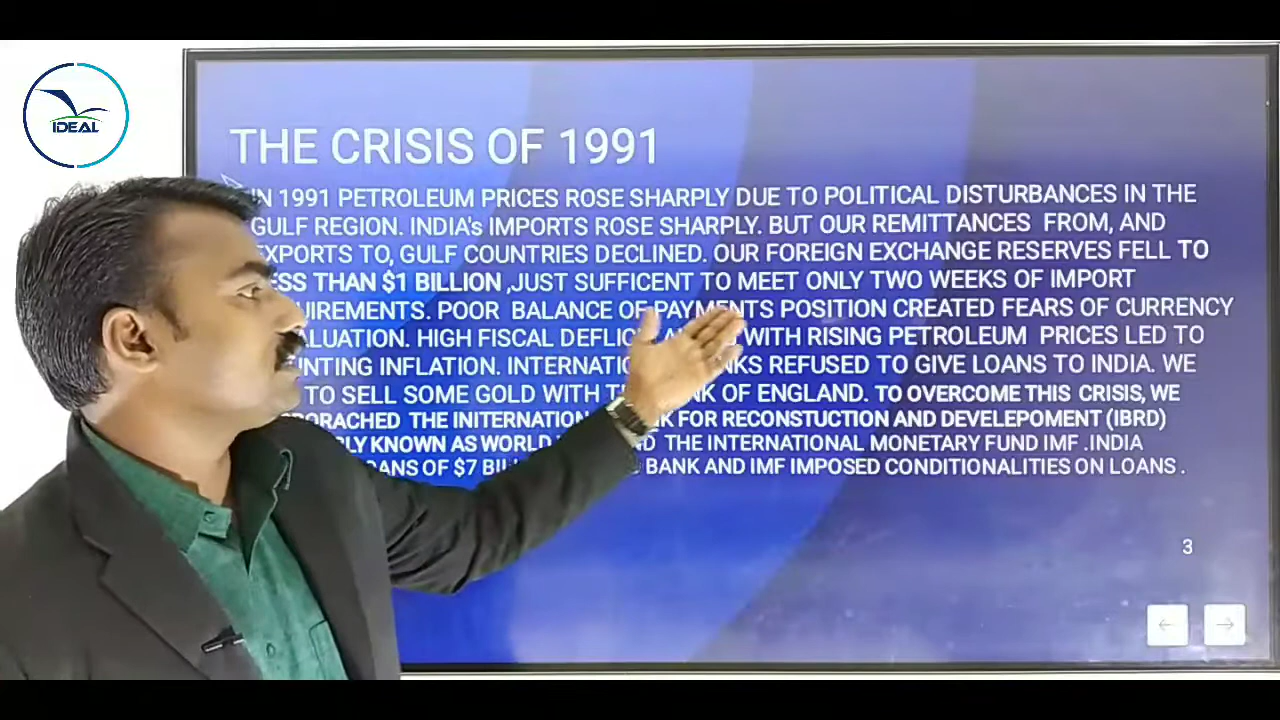 IDEAL
THE CRISIS OF 1991
IN 1991 PETROLEUM PRICES ROSE SHARPLY DUE TO POLITICAL DISTURBANCES IN THE
GULF REGION. INDIA's IMPORTS ROSE SHARPLY. BUT OUR REMITTANCES FROM, AND
EXPORTS TO, GULF COUNTRIES DECLINED. OUR FOREIGN EXCHANGE RESERVES FELL TO
THAN $1 BILLION ,JUST SUFFICENT TO MEET ONLY TWO WEEKS OF IMPORT
POOR BALANCE OF PAYMENTS POSITION CREATED FEARS OF CURRENCY
HIGH FISCAL WITH RISING PETROLEUM PRICES LED TO
INFLATION. REFUSED TO GIVE LOANS TO INDIA. WE
TO SELL SOME GOLD WITH OF ENGLAND. TO OVERCOME THIS CRISIS, WE
THE FOR RECONSTUCTION AND DEVELEPOMENT (IBRD)
KNOWN AS WORLD THE INTERNATIONAL MONETARY FUND IMF .INDIA
OF $7 BANK AND IMF IMPOSED CONDITIONALITIES ON LOANS .
3